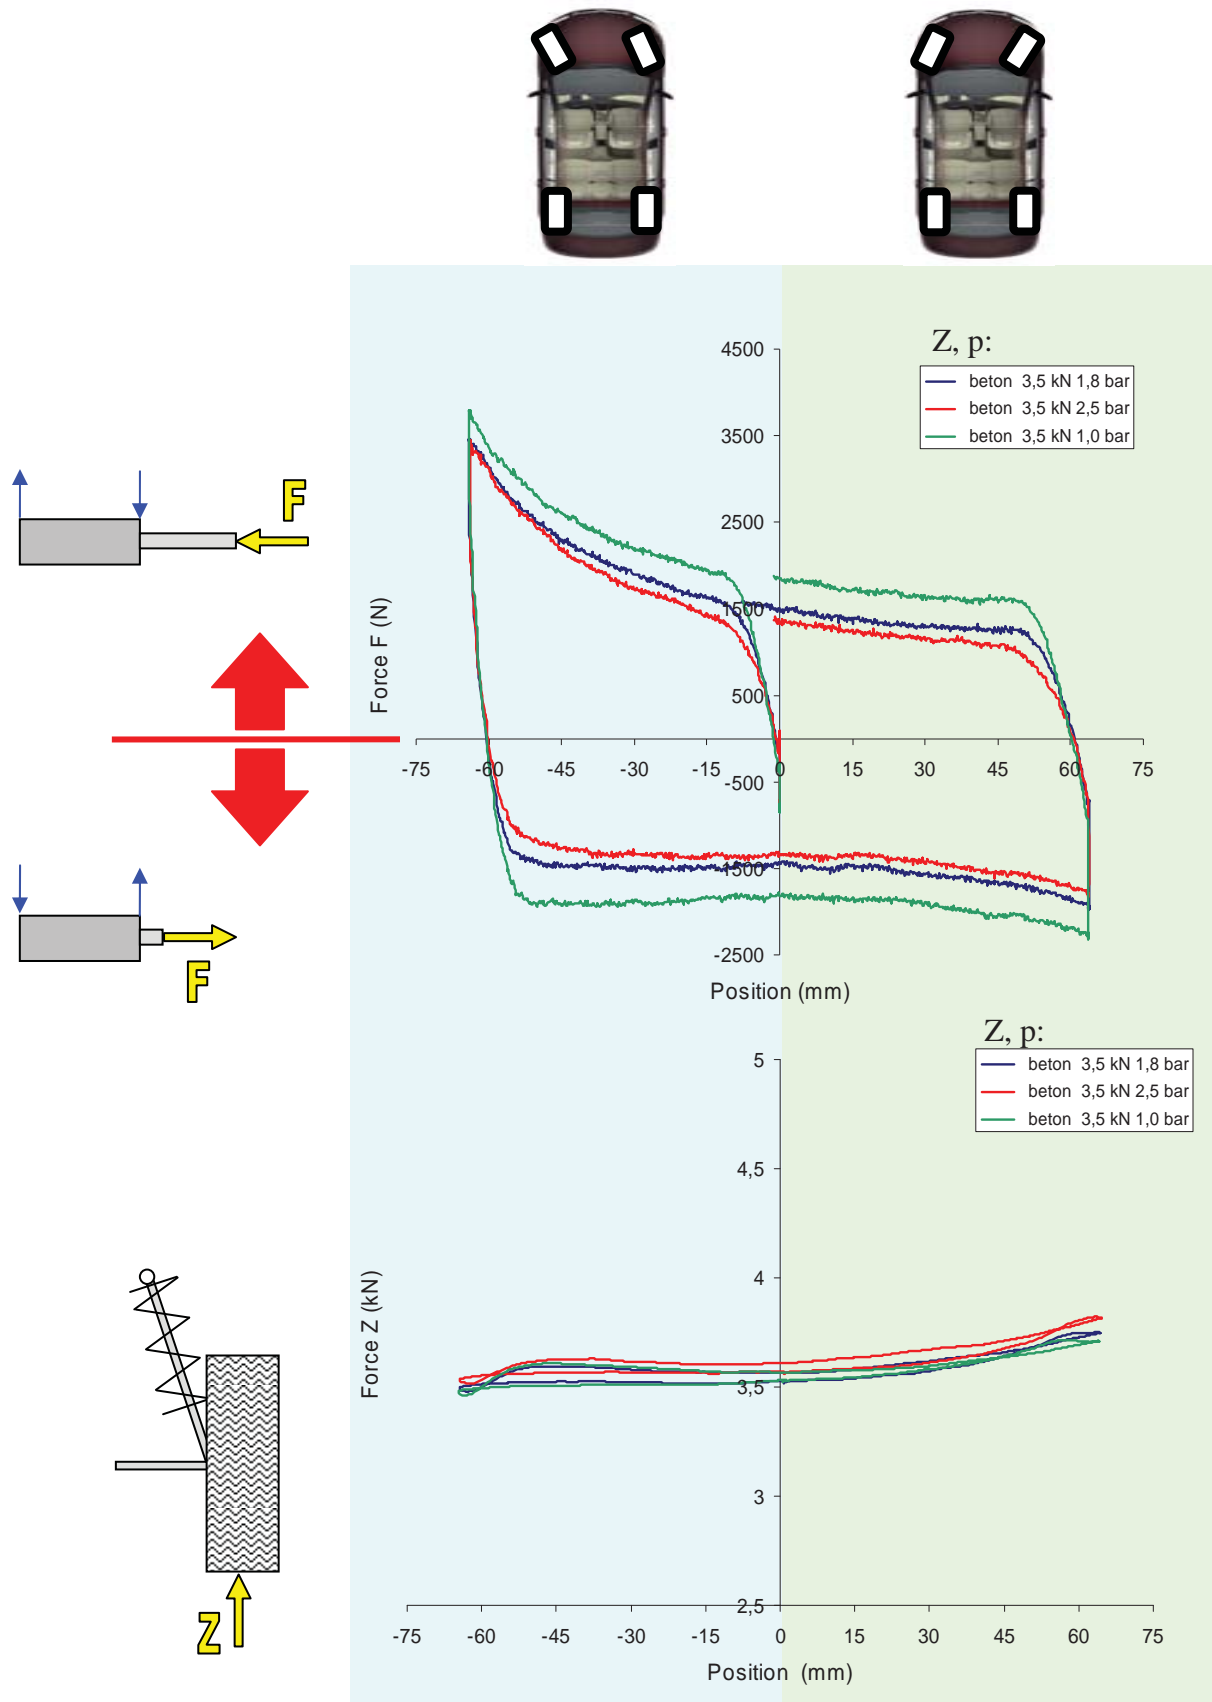 Z, p:
beton 3,5 kN 1,8 bar
beton 3,5 kN 2,5 bar
beton 3,5 kN 1,0 bar
4500
3500
2500
1500
500
-500
-1500
-2500
Force F (N)
-75 -60 -45 -30 -15 0 15 30 45 60 75
Position (mm)
F
F
Z, p:
beton 3,5 kN 1,8 bar
beton 3,5 kN 2,5 bar
beton 3,5 kN 1,0 bar
5
4,5
4
3,5
3
2,5
Force Z (kN)
-75 -60 -45 -30 -15 0 15 30 45 60 75
Position (mm)
Z